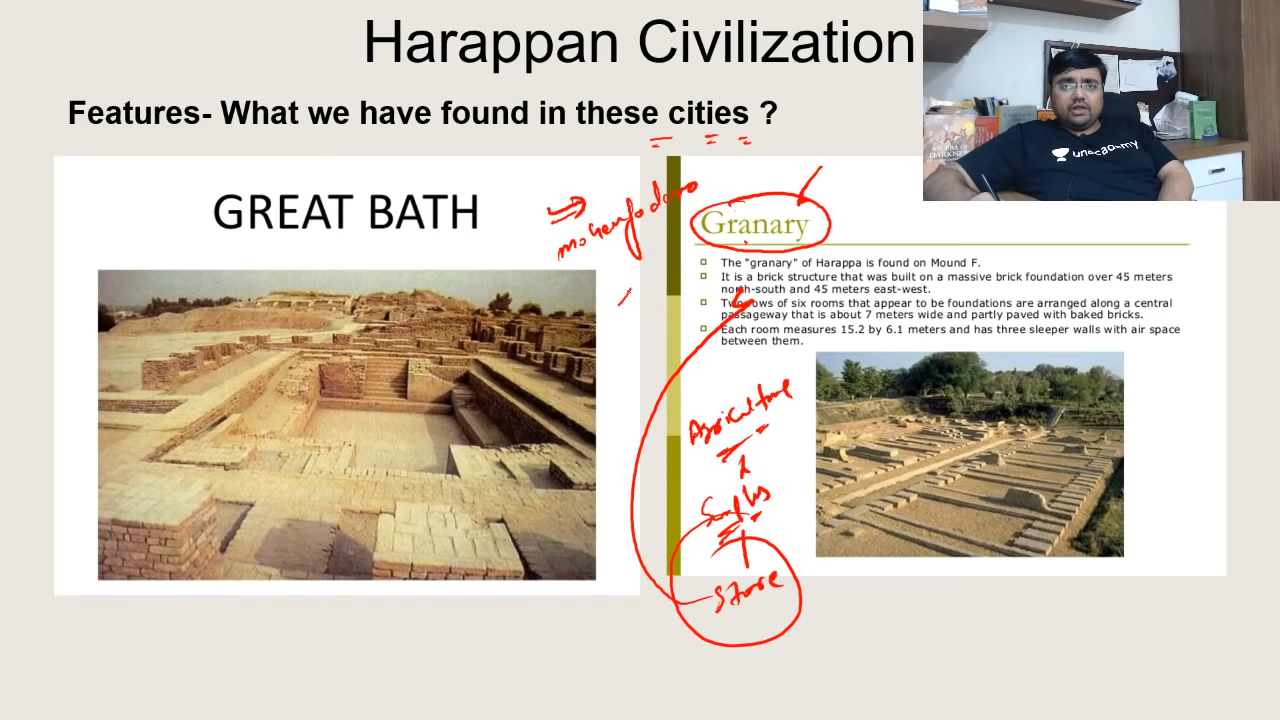 Harappan Civilization
Features- What we have found in these cities ?
GREAT BATH
Mohenjodaro
Granary
The "granary" of Harappa is found on Mound F.
It is a brick structure that was built on a massive brick foundation over 45 meters
north-south and 45 meters east-west.
Two rows of six rooms that appear to be foundations are arranged along a central
passageway that is about 7 meters wide and partly paved with baked bricks.
Each room measures 15.2 by 6.1 meters and has three sleeper walls with air space
between them.
Agriculture
Surplus
Store
unacademy
AN ERA OF
DARKNESS